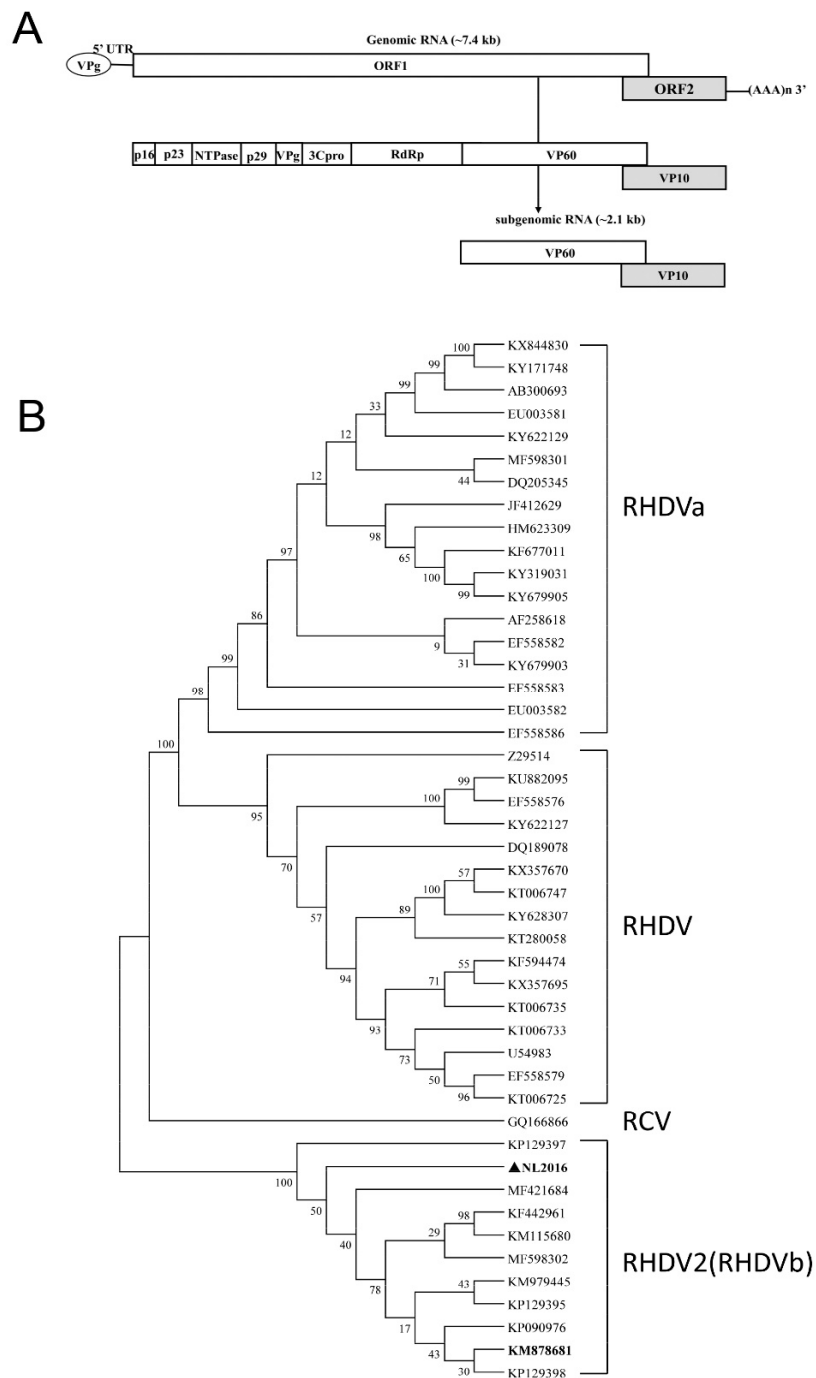 A
5' UTR
Genomic RNA (~7.4 kb)
VPg
ORF1
ORF2
(AAA)n 3'
p16 p23 NTPase p29 VPg 3Cpro RdRp VP60
VP10
subgenomic RNA (~2.1 kb)
VP60
VP10
B
100 KX844830
99 KY171748
99 AB300693
33 EU003581
12 KY622129
MF598301
44 DQ205345
12 JF412629
98 HM623309
65 KF677011
100 KY319031
99 KY679905
97 AF258618
9 EF558582
31 KY679903
86 EF558583
99 EU003582
98 EF558586
RHDVa
100 Z29514
95 KU882095
99 EF558576
100 KY622127
70 DQ189078
57 KX357670
57 KT006747
100 KY628307
89 KT280058
94 KF594474
55 KX357695
71 KT006735
93 KT006733
73 U54983
50 EF558579
96 KT006725
RHDV
GQ166866
RCV
KP129397
100 ▲NL2016
50 MF421684
40 KF442961
98 KM115680
29 MF598302
78 KM979445
43 KP129395
17 KP090976
43 KM878681
30 KP129398
RHDV2(RHDVb)